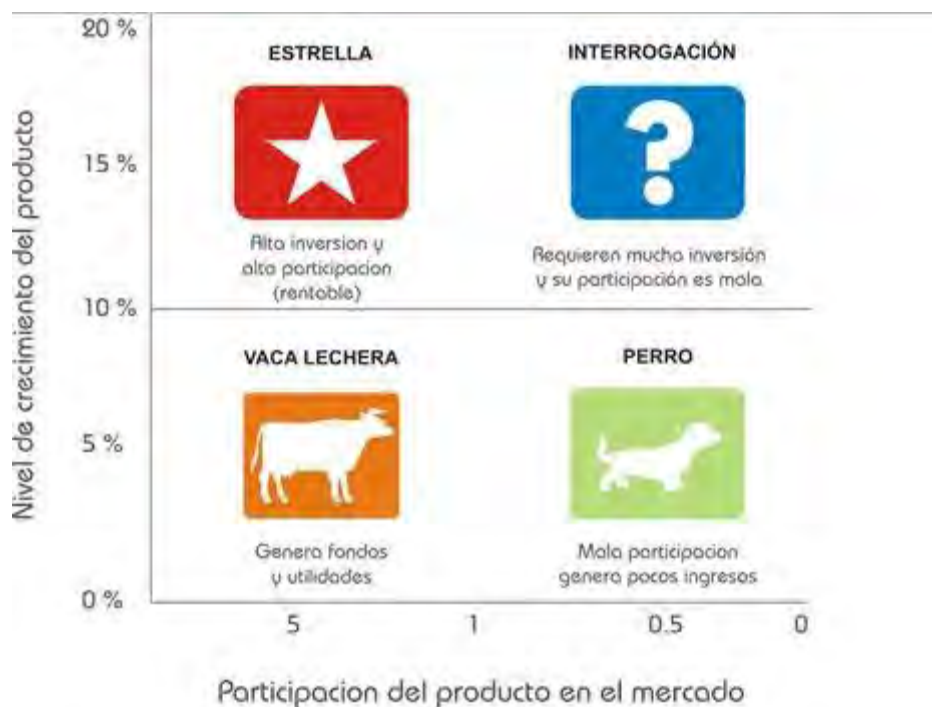 20 %
ESTRELLA
INTERROGACIÓN
15 %
Alta inversion y
alta participacion
(rentable)
Requieren mucha inversión
y su participación es mala
10 %
VACA LECHERA
PERRO
5 %
Genera fondos
y utilidades
Mala participacion
genera pocos ingresos
0 %
5
1
0.5
0
Nivel de crecimiento del producto
Participacion del producto en el mercado